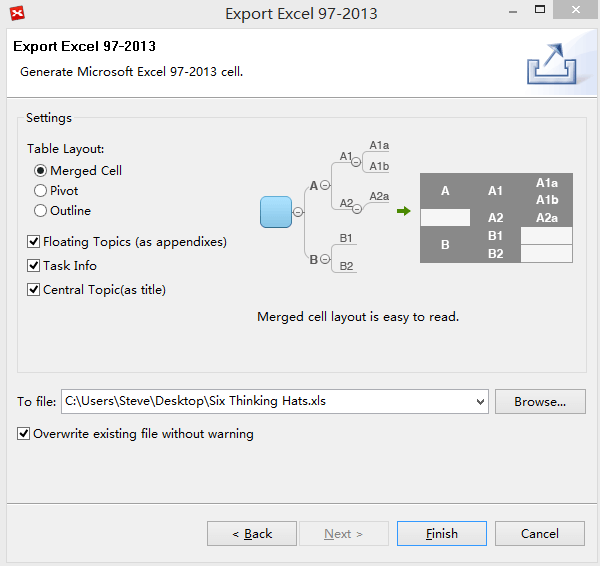 Export Excel 97-2013
Export Excel 97-2013
Generate Microsoft Excel 97-2013 cell.
Settings
Table Layout:
Merged Cell
Pivot
Outline
Floating Topics (as appendixes)
Task Info
Central Topic(as title)
A1a
A1
A1b
A
A2
A2a
B1
B
B2
A A1 A1a
A1b
A2 A2a
B B1
B2
Merged cell layout is easy to read.
To file: C:\Users\Steve\Desktop\Six Thinking Hats.xls Browse...
Overwrite existing file without warning
< Back Next > Finish Cancel